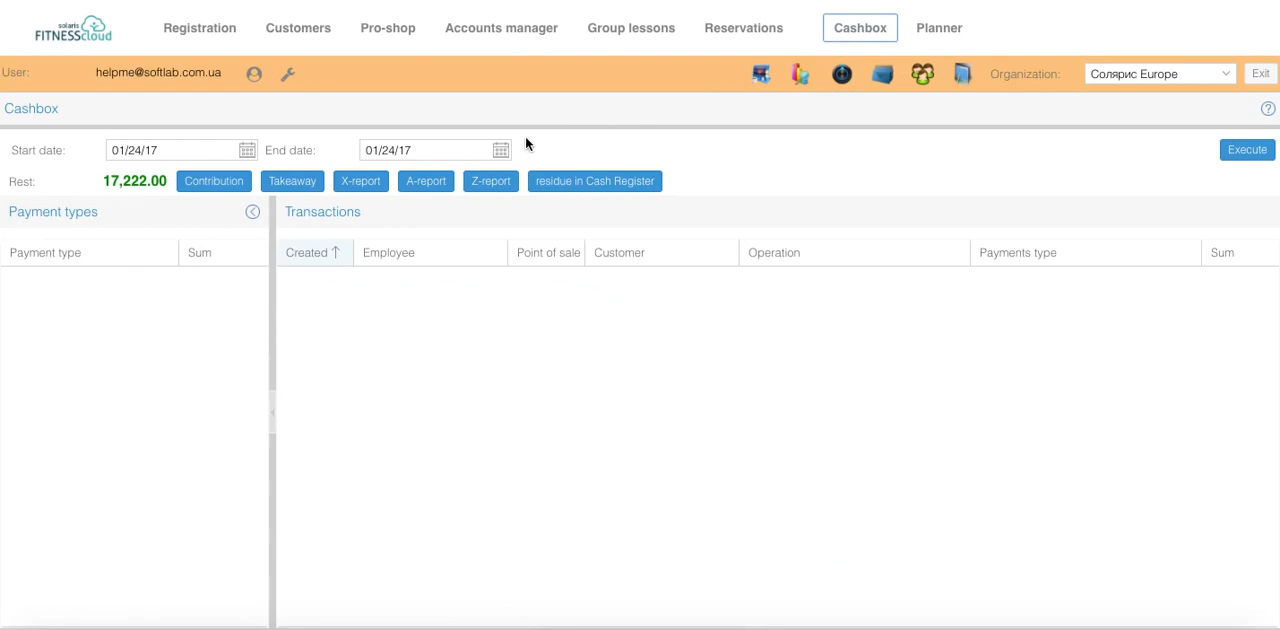 solaris
FITNESScloud
Registration Customers Pro-shop Accounts manager Group lessons Reservations Cashbox Planner
User: helpme@softlab.com.ua Organization: Солярис Europe Exit
Cashbox ?
Start date: 01/24/17 End date: 01/24/17 Execute
Rest: 17,222.00 Contribution Takeaway X-report A-report Z-report residue in Cash Register
Payment types Transactions
Payment type Sum Created Employee Point of sale Customer Operation Payments type Sum